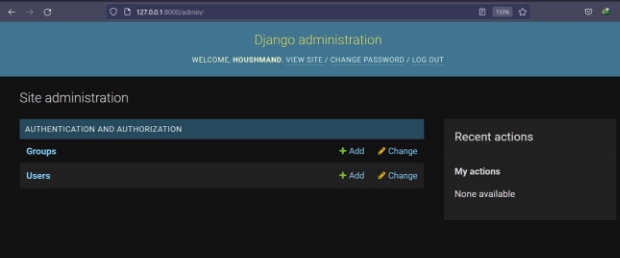 127.0.0.1:8000/admin/
133%
Django administration
WELCOME, HOUSHMAND. VIEW SITE / CHANGE PASSWORD / LOG OUT
Site administration
AUTHENTICATION AND AUTHORIZATION
Groups + Add Change
Users + Add Change
Recent actions
My actions
None available